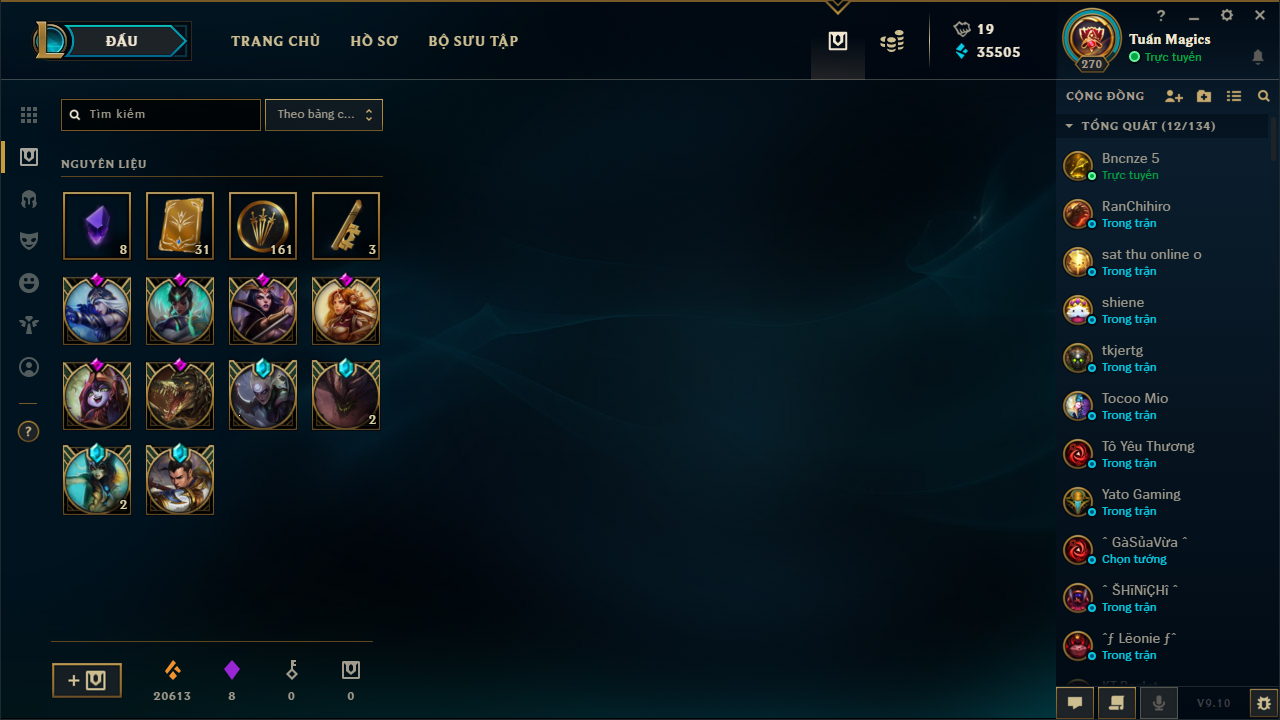 ĐẤU
TRANG CHỦ
HỒ SƠ
BỘ SƯU TẬP
19
35505
?
270
Tuấn Magics
Trực tuyến
Tìm kiếm
Theo bảng c...
NGUYÊN LIỆU
8
31
161
3
2
2
?
20613
8
0
0
CỘNG ĐỒNG
TỔNG QUÁT (12/134)
Bncnze 5
Trực tuyến
RanChihiro
Trong trận
sat thu online o
Trong trận
shiene
Trong trận
tkjertg
Trong trận
Tocoo Mio
Trong trận
Tô Yêu Thương
Trong trận
Yato Gaming
Trong trận
ˆ GàSủaVừa ˆ
Chọn tướng
ˆ ŠHïNïÇHî ˆ
Trong trận
ˆƒ Lëonie ƒˆ
Trong trận
V9.10